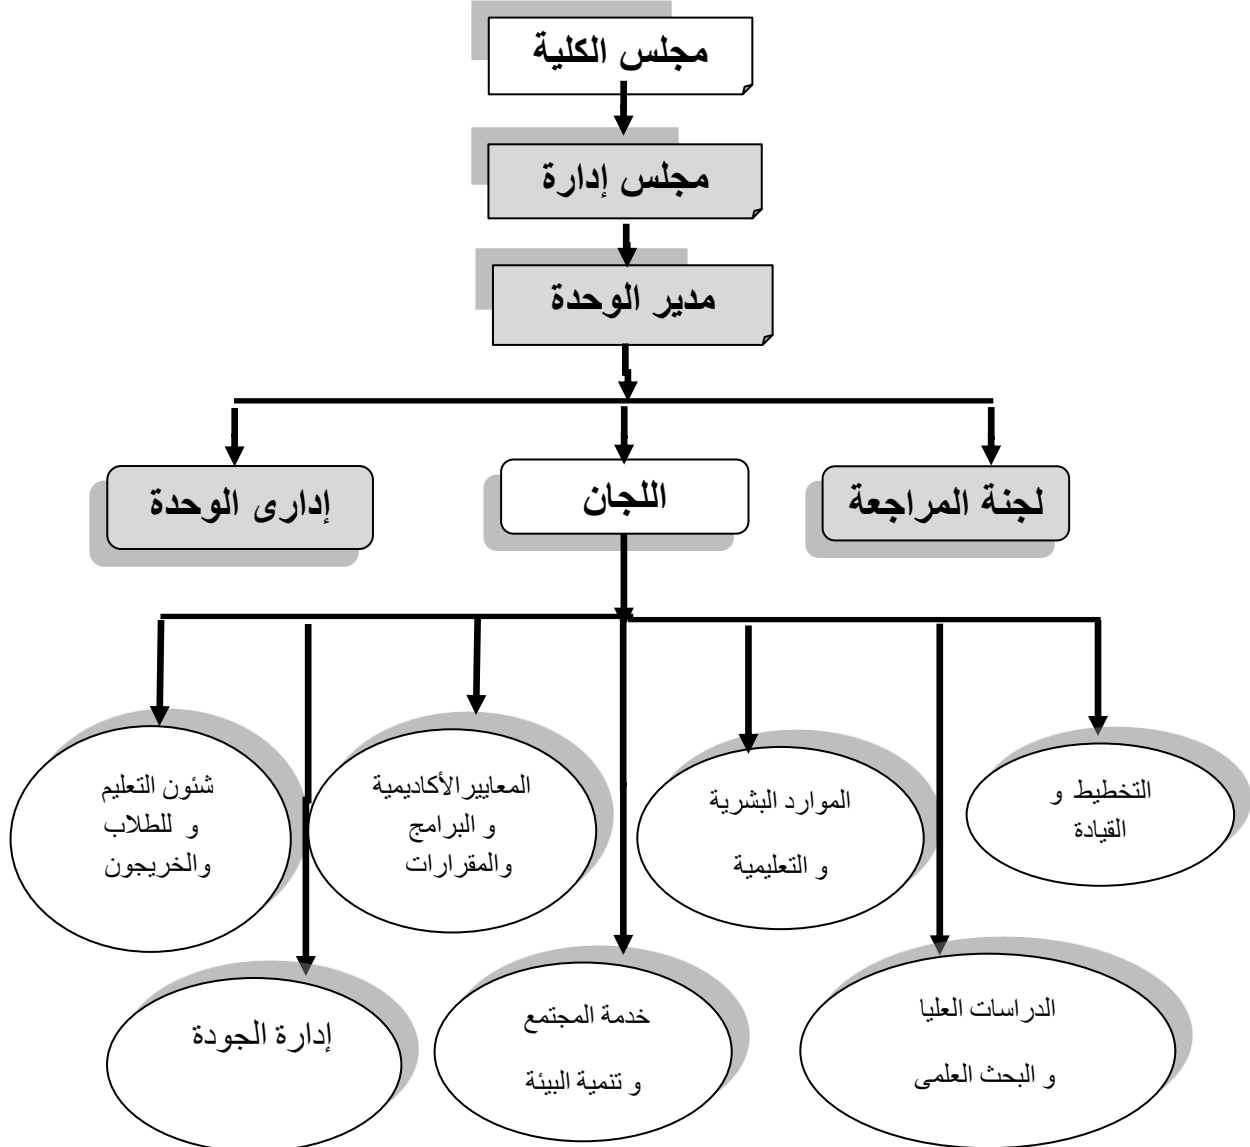 مجلس الكلية
مجلس إدارة
مدير الوحدة
لجنة المراجعة
اللجان
إدارى الوحدة
التخطيط و
القيادة
الموارد البشرية
و التعليمية
المعاييرالأكاديمية
و البرامج
والمقرارات
شئون التعليم
و للطلاب
والخريجون
الدراسات العليا
و البحث العلمى
خدمة المجتمع
و تنمية البيئة
إدارة الجودة